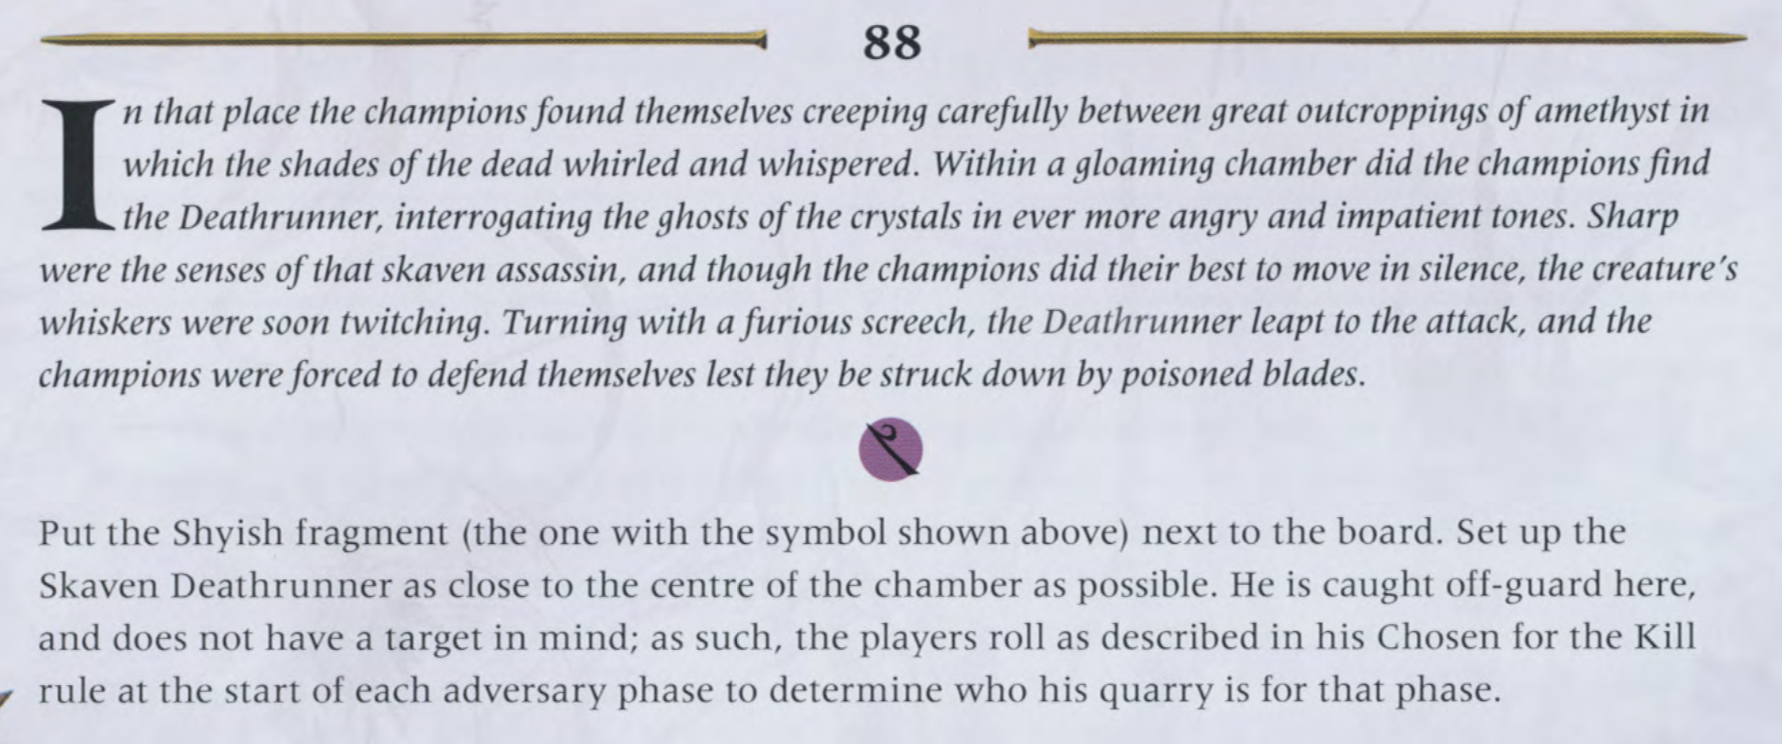 88
In that place the champions found themselves creeping carefully between great outcroppings of amethyst in
which the shades of the dead whirled and whispered. Within a gloaming chamber did the champions find
the Deathrunner, interrogating the ghosts of the crystals in ever more angry and impatient tones. Sharp
were the senses of that skaven assassin, and though the champions did their best to move in silence, the creature's
whiskers were soon twitching. Turning with a furious screech, the Deathrunner leapt to the attack, and the
champions were forced to defend themselves lest they be struck down by poisoned blades.
Put the Shyish fragment (the one with the symbol shown above) next to the board. Set up the
Skaven Deathrunner as close to the centre of the chamber as possible. He is caught off-guard here,
and does not have a target in mind; as such, the players roll as described in his Chosen for the Kill
rule at the start of each adversary phase to determine who his quarry is for that phase.